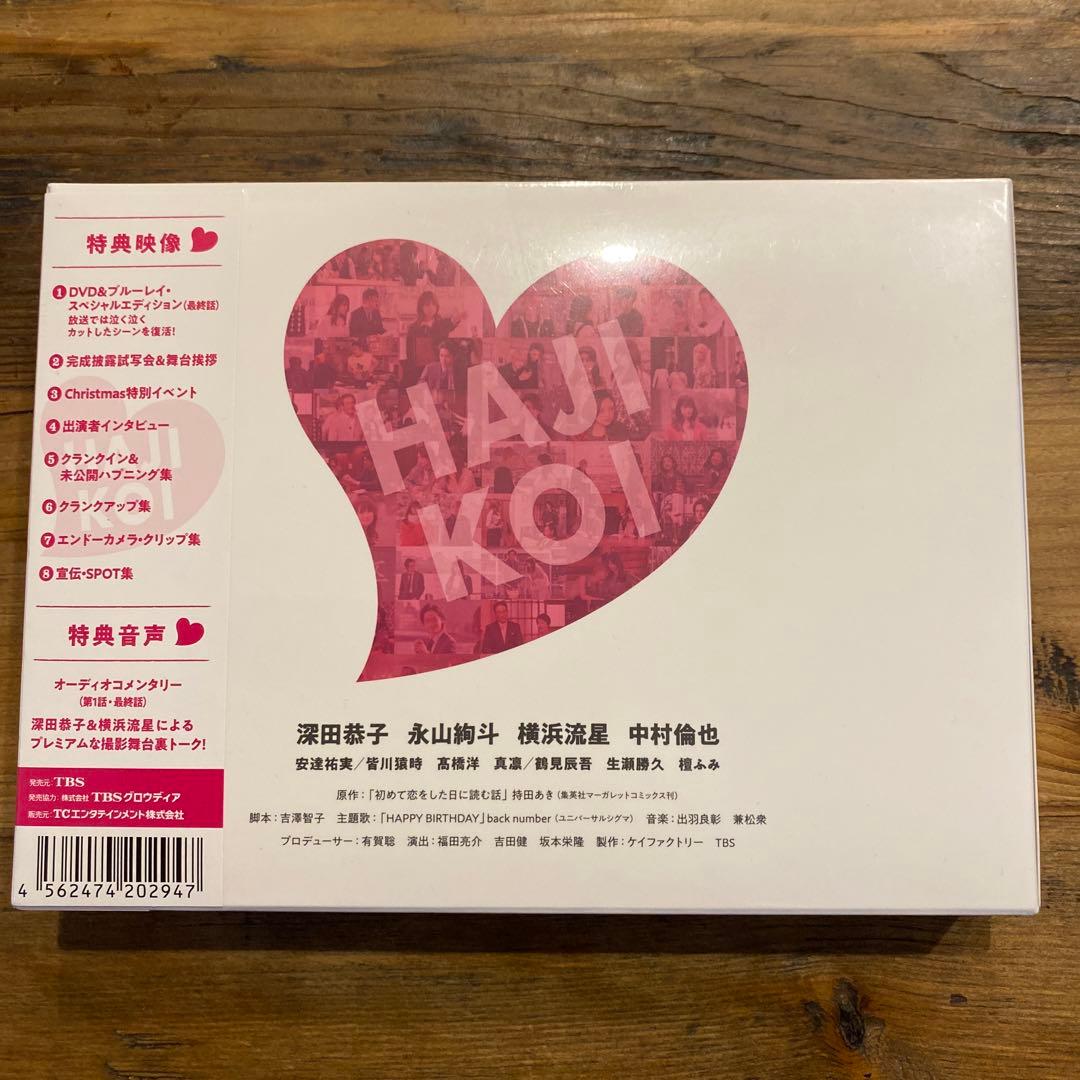 特典映像
1 DVD&ブルーレイ・
スペシャルエディション(最終話)
放送では泣く泣く
カットしたシーンを復活!
2 完成披露試写会&舞台挨拶
3 Christmas特別イベント
4 出演者インタビュー
5 クランクイン&
未公開ハプニング集
6 クランクアップ集
7 エンドーカメラ・クリップ集
8 宣伝・SPOT集
HAJI
KOI
特典音声
オーディオコメンタリー
(第1話・最終話)
深田恭子&横浜流星による
プレミアムな撮影舞台裏トーク!
発売元:TBS
発売協力:株式会社TBSグロウディア
販売元:TCエンタテインメント株式会社
4 562474 202947
HAJI
KOI
深田恭子 永山絢斗 横浜流星 中村倫也
安達祐実/皆川猿時 髙橋洋 真凛/鶴見辰吾 生瀬勝久 檀ふみ
原作:「初めて恋をした日に読む話」持田あき(集英社マーガレットコミックス刊)
脚本:吉澤智子 主題歌:「HAPPY BIRTHDAY」back number(ユニバーサルシグマ) 音楽:出羽良彰 兼松衆
プロデューサー:有賀聡 演出:福田亮介 吉田健 坂本栄隆 製作:ケイファクトリー TBS